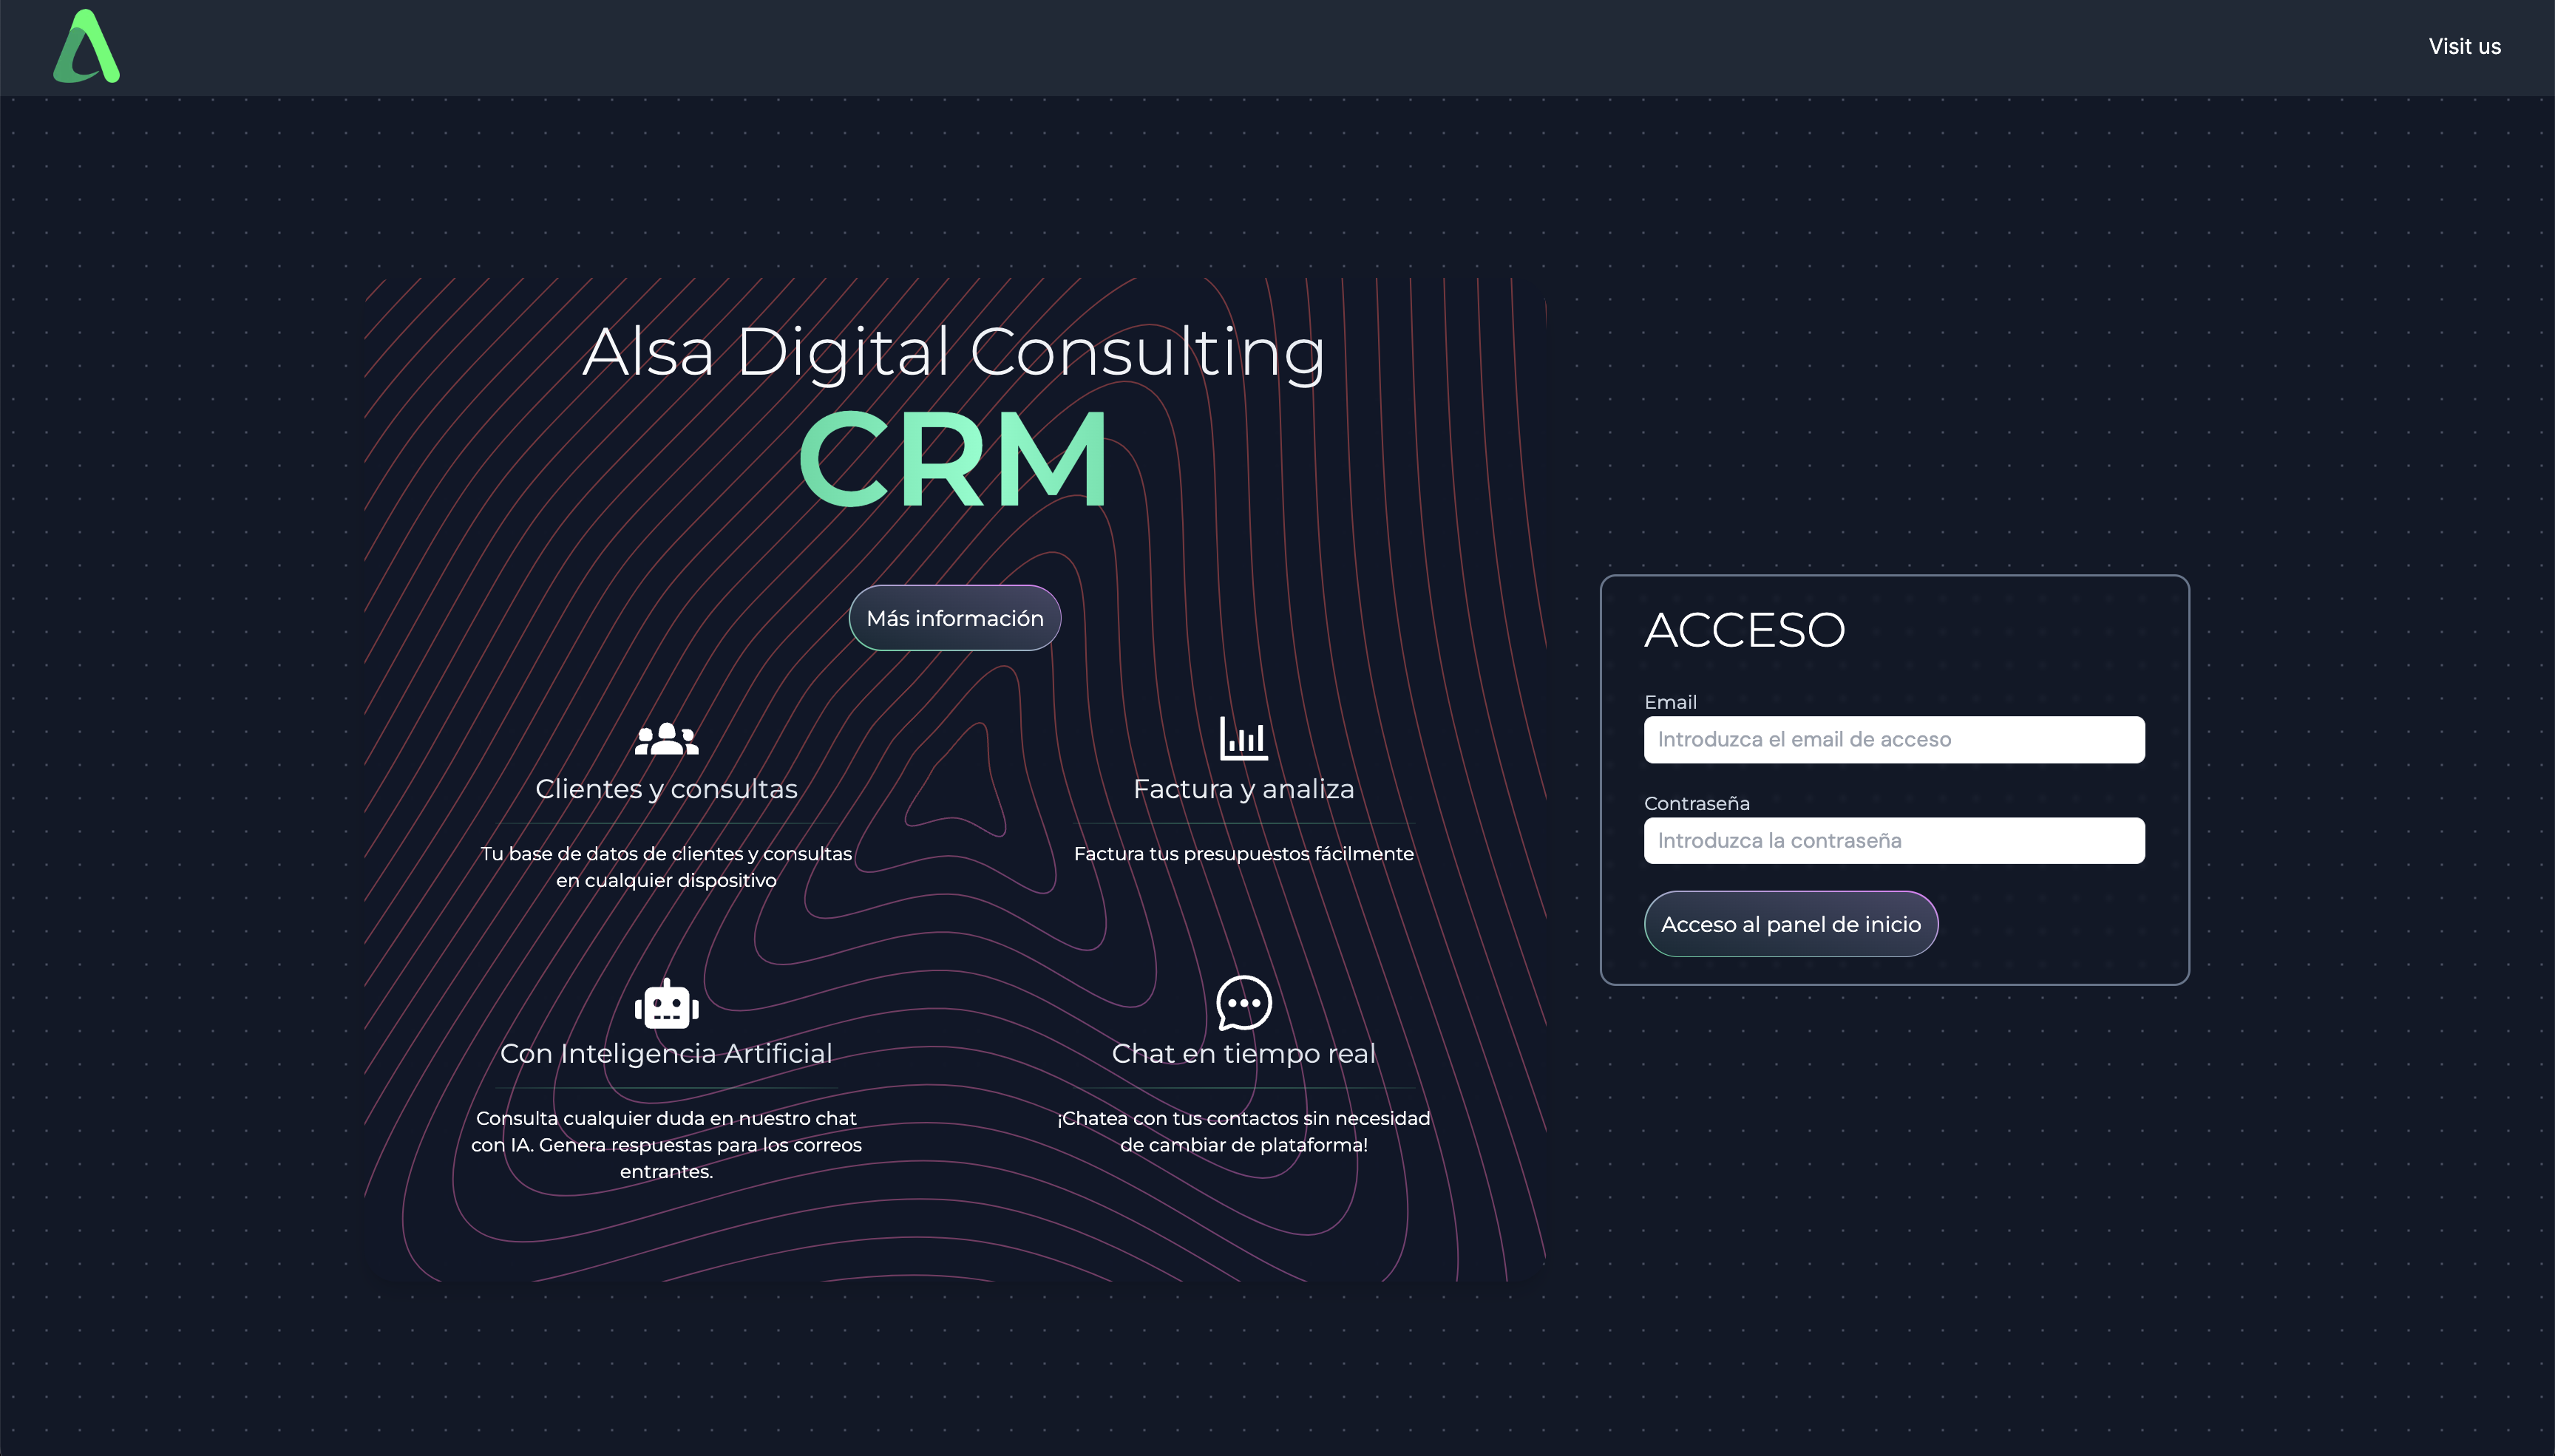 Visit us
Alsa Digital Consulting
CRM
Más información
Clientes y consultas
Tu base de datos de clientes y consultas
en cualquier dispositivo
Factura y analiza
Factura tus presupuestos fácilmente
Con Inteligencia Artificial
Consulta cualquier duda en nuestro chat
con IA. Genera respuestas para los correos
entrantes.
Chat en tiempo real
¡Chatea con tus contactos sin necesidad
de cambiar de plataforma!
ACCESO
Email
Introduzca el email de acceso
Contraseña
Introduzca la contraseña
Acceso al panel de inicio